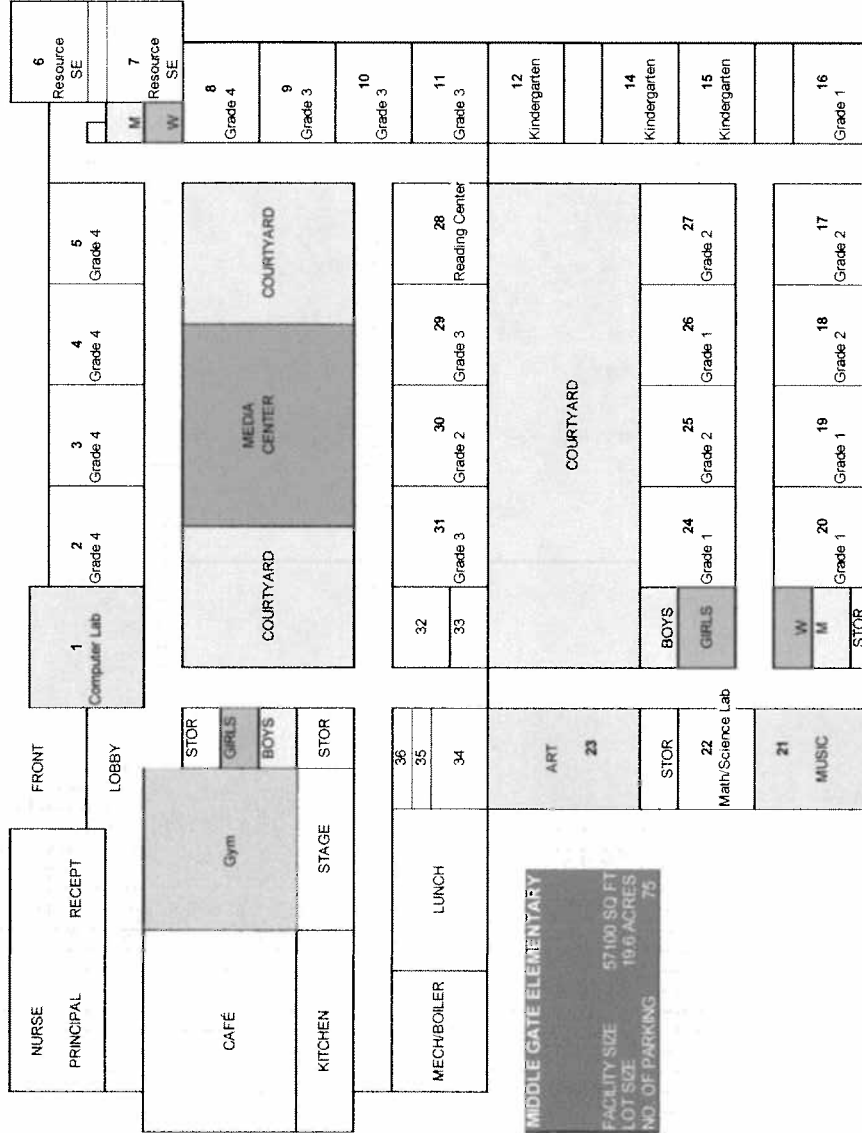 6
Resource
SE
7
Resource
SE
M
W
8
Grade 4
9
Grade 3
10
Grade 3
11
Grade 3
12
Kindergarten
14
Kindergarten
15
Kindergarten
16
Grade 1
5
Grade 4
4
Grade 4
3
Grade 4
2
Grade 4
1
Computer Lab
COURTYARD
MEDIA
CENTER
COURTYARD
28
Reading Center
29
Grade 3
30
Grade 2
31
Grade 3
32
33
COURTYARD
27
Grade 2
26
Grade 1
25
Grade 2
24
Grade 1
BOYS
GIRLS
17
Grade 2
18
Grade 2
19
Grade 1
20
Grade 1
W
M
STOR
FRONT
LOBBY
STOR
GIRLS
BOYS
STOR
36
35
34
ART
23
STOR
22
Math/Science Lab
21
MUSIC
NURSE
PRINCIPAL
RECEPT
Gym
STAGE
CAFÉ
KITCHEN
LUNCH
MECH/BOILER
MIDDLE GATE ELEMENTARY
FACILITY SIZE 57100 SQ FT
LOT SIZE 19.6 ACRES
NO. OF PARKING 75